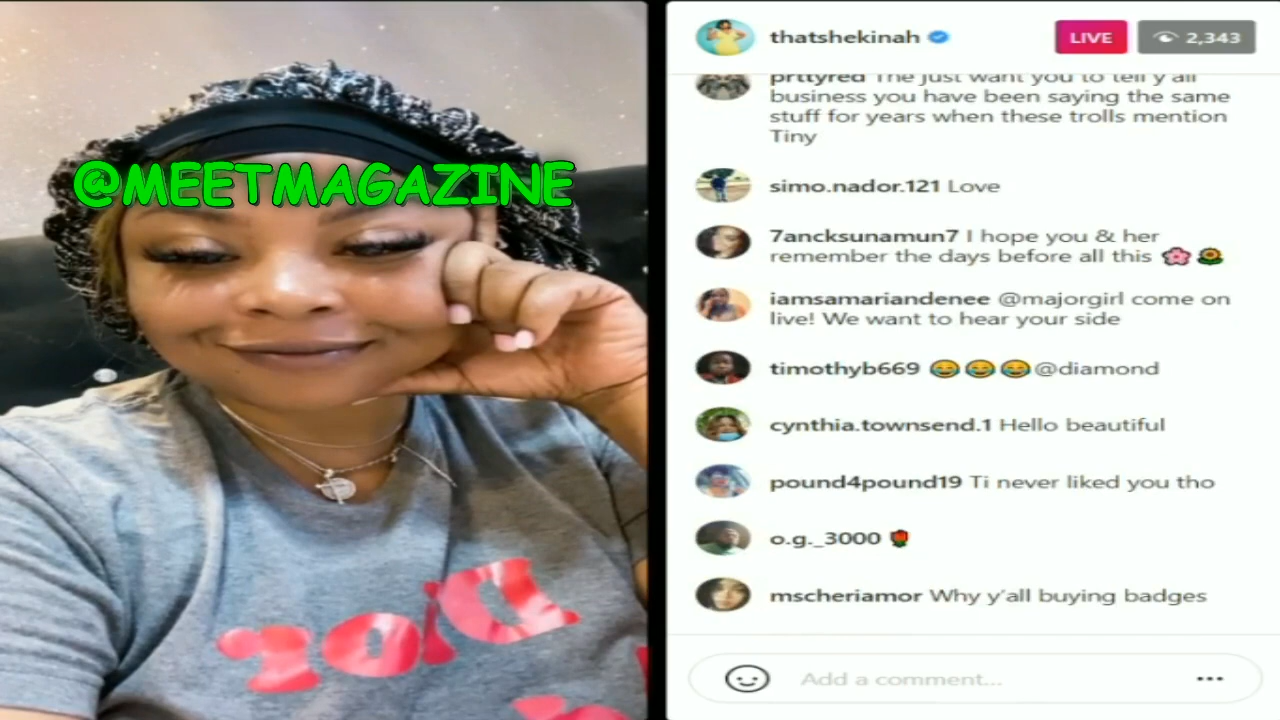 @MEETMAGAZINE
Dior
thatshekinah
LIVE
2,343
prttyred The just want you to tell y'all
business you have been saying the same
stuff for years when these trolls mention
Tiny
simo.nador.121 Love
7ancksunamun7 I hope you & her
remember the days before all this 🌸 🌻
iamsamariandenee @majorgirl come on
live! We want to hear your side
timothyb669 😂😂😂@diamond
cynthia.townsend.1 Hello beautiful
pound4pound19 Ti never liked you tho
o.g._3000 🌹
mscheriamor Why y'all buying badges
Add a comment...